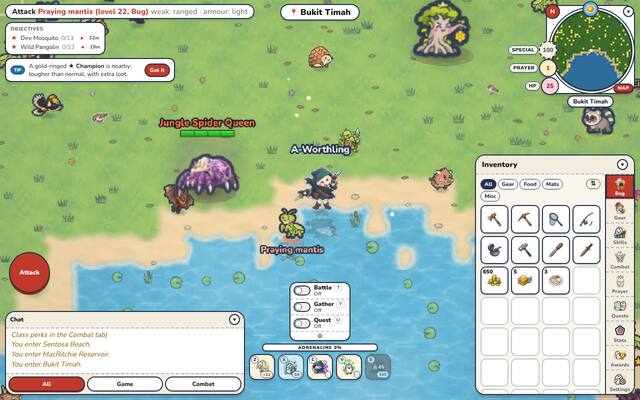 Attack Praying mantis (level 22, Bug) weak: ranged · armour: light
Bukit Timah
OBJECTIVES
Dire Mosquito 0/13 32m
Wild Pangolin 0/12 19m
TIP
A gold-ringed ★ Champion is nearby: tougher than normal, with extra loot.
Got it
N
SPECIAL 100
PRAYER 1
HP 25
MAP
Bukit Timah
Jungle Spider Queen
A-Worthling
Praying mantis
Attack
Inventory
All
Gear
Food
Mats
Misc
650
5
3
Bag
Gear
Skills
Combat
Prayer
Quests
Stats
Awards
Settings
Battle
Off
Gather
Off
Quest
Off
ADRENALINE 0%
Chat
Class perks in the Combat tab)
You enter Sentosa Beach.
You enter MacRitchie Reservoir.
You enter Bukit Timah.
All
Game
Combat